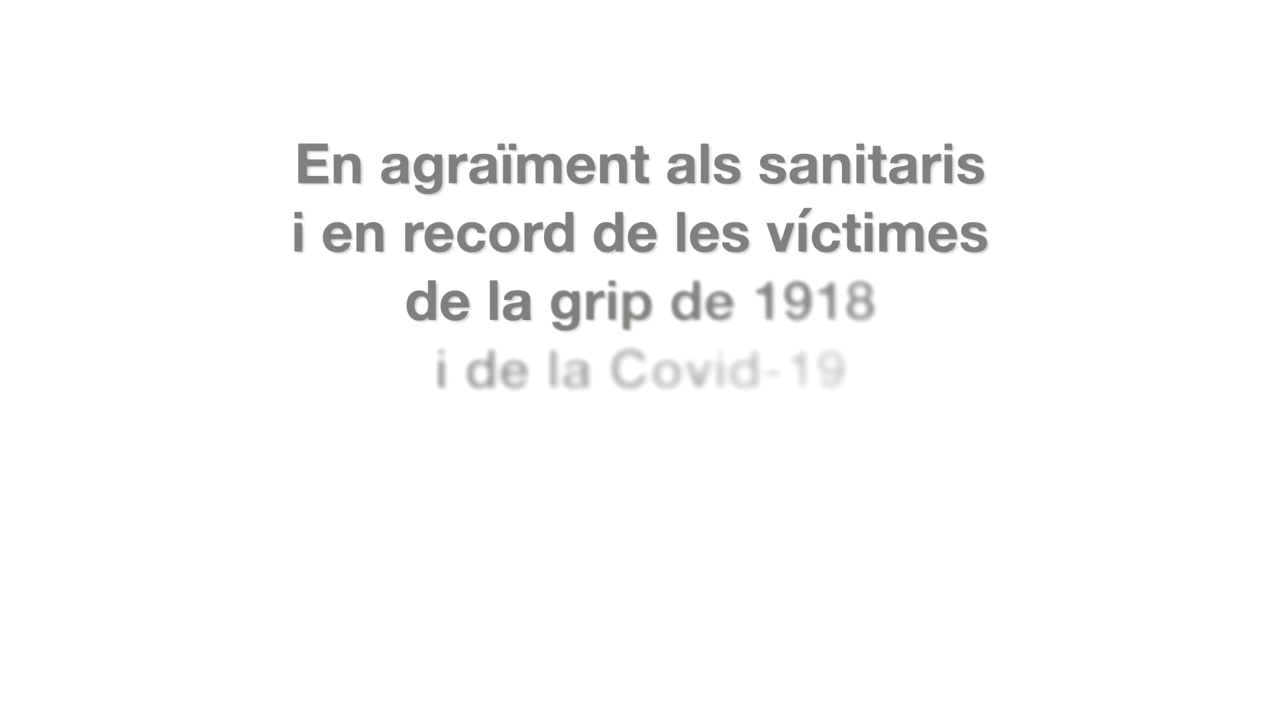 En agraïment als sanitaris
i en record de les víctimes
de la grip de 1918
i de la Covid-19